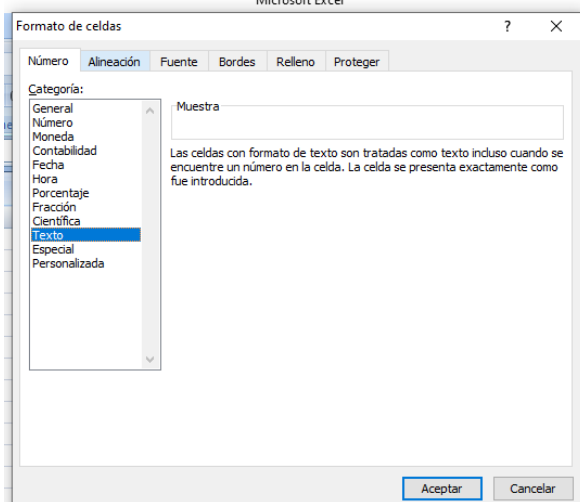 Microsoft Excel
Formato de celdas
?
Número Alineación Fuente Bordes Relleno Proteger
Categoría:
General
Número
Moneda
Contabilidad
Fecha
Hora
Porcentaje
Fracción
Científica
Texto
Especial
Personalizada
Muestra
Las celdas con formato de texto son tratadas como texto incluso cuando se
encuentre un número en la celda. La celda se presenta exactamente como
fue introducida.
Aceptar Cancelar